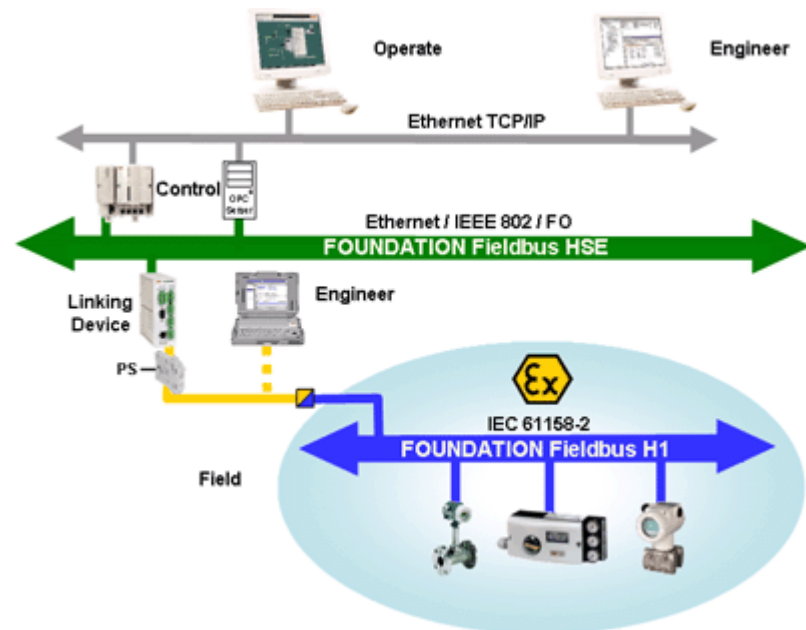 Operate
Engineer
Ethernet TCP/IP
Control
OPC
Server
Ethernet / IEEE 802 / FO
FOUNDATION Fieldbus HSE
Linking
Device
Engineer
PS
Ex
IEC 61158-2
FOUNDATION Fieldbus H1
Field